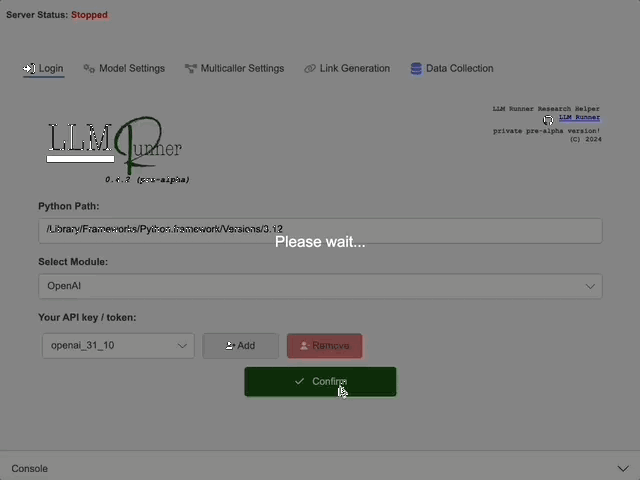 Server Status: Stopped
Login Model Settings Multicaller Settings Link Generation Data Collection
LLM Runner Research Helper
LLM Runner
private pre-alpha version!
(C) 2024
LLM Runner
0.4.2 (pre-alpha)
Python Path:
/Library/Frameworks/Python.framework/Versions/3.12
Please wait...
Select Module:
OpenAI
Your API key / token:
openai_31_10 Add Remove
Confirm
Console